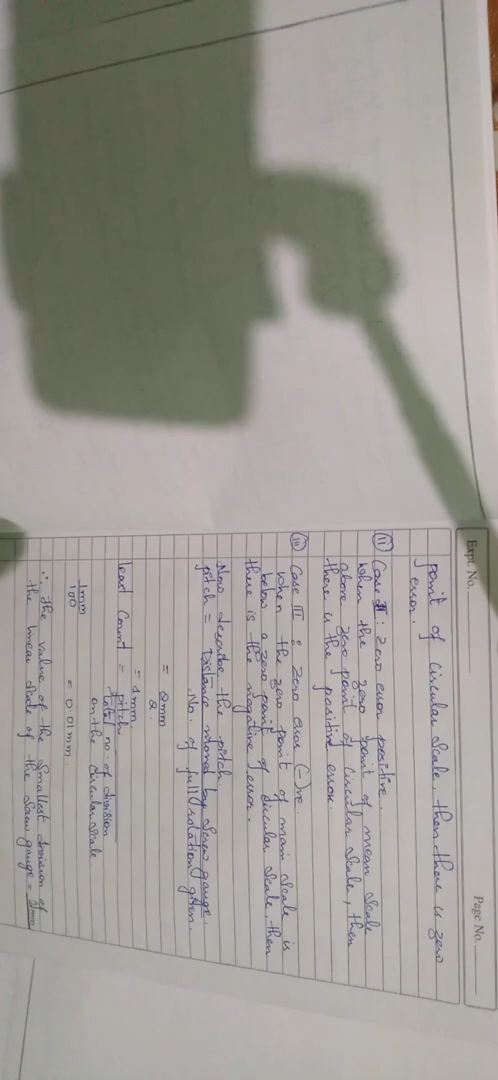 Expt. No.
Page No.
point of circular scale, then there is zero
error.
(II) Case II : zero error positive.
When the zero point of mean scale
above zero point of circular scale, then
there is the positive error.
(III) Case III : Zero error (-)ve.
When the zero point of main scale is
below a zero point of circular scale, then
there is the negative error.
Now describe the pitch
pitch = Distance moved by screw gauge.
No. of full rotation given.
= 2mm
2
= 1mm
least Count = pitch
Total no. of division
on the circular scale
1mm
100
= 0.01mm.
∴ The value of the smallest division of
the linear scale of the screw gauge = 1mm